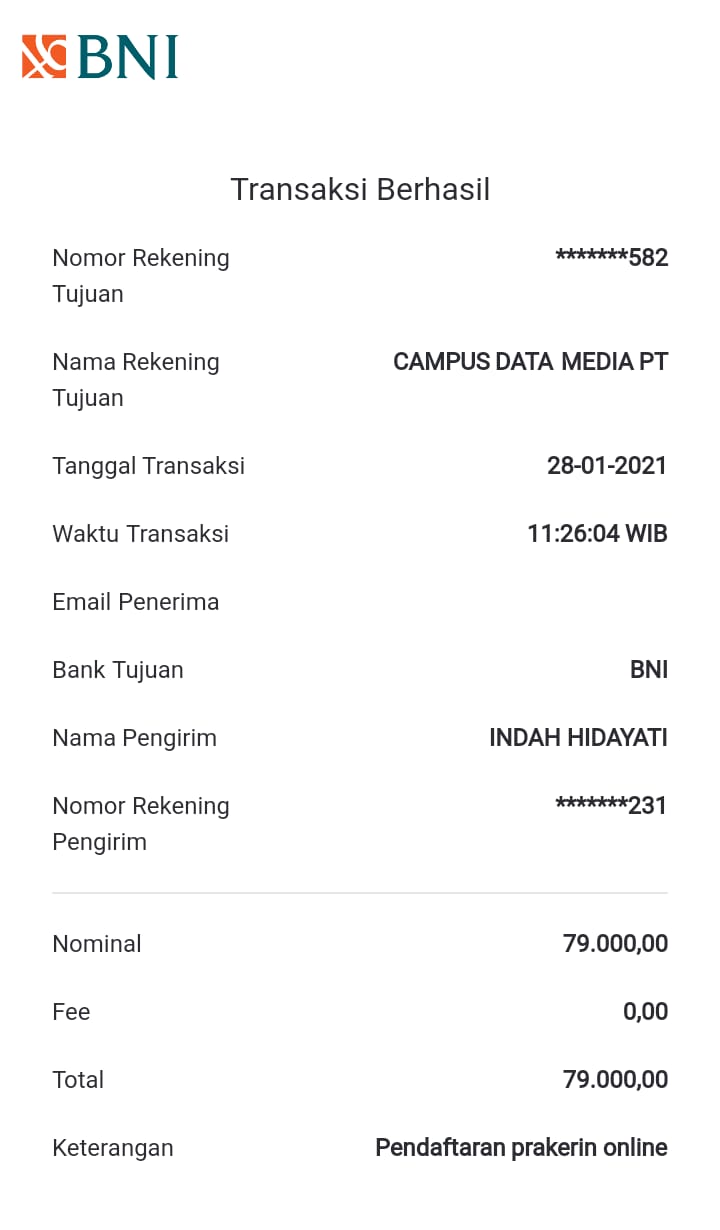 BNI
Transaksi Berhasil
Nomor Rekening Tujuan *******582
Nama Rekening Tujuan CAMPUS DATA MEDIA PT
Tanggal Transaksi 28-01-2021
Waktu Transaksi 11:26:04 WIB
Email Penerima
Bank Tujuan BNI
Nama Pengirim INDAH HIDAYATI
Nomor Rekening Pengirim *******231
Nominal 79.000,00
Fee 0,00
Total 79.000,00
Keterangan Pendaftaran prakerin online